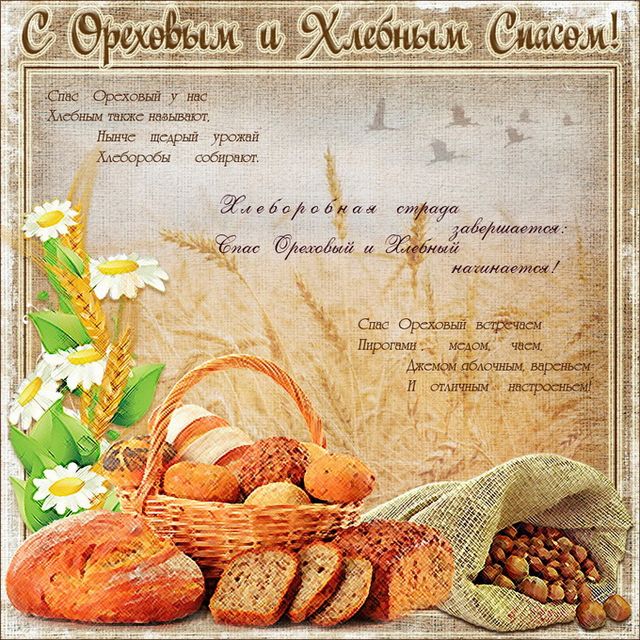 С Ореховым и Хлебным Спасом!
Спас Ореховый у нас
Хлебным также называют,
Нынче щедрый урожай
Хлеборобы собирают.
Хлеборобная страда
завершается:
Спас Ореховый и Хлебный
начинается!
Спас Ореховый встречаем
Пирогами , медом, чаем,
Джемом яблочным, вареньем
И отличным настроеньем!